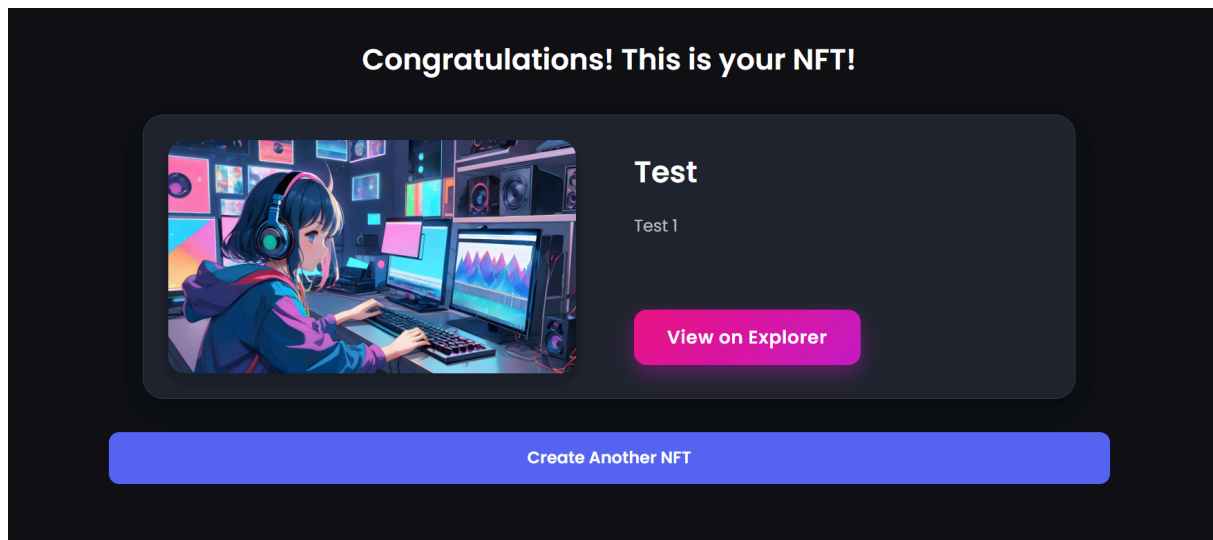 Congratulations! This is your NFT!
Test
Test 1
View on Explorer
Create Another NFT